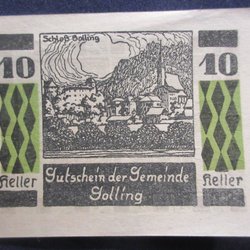 Schloß Golling
10
10
Heller
Heller
Gutschein der Gemeinde
Golling